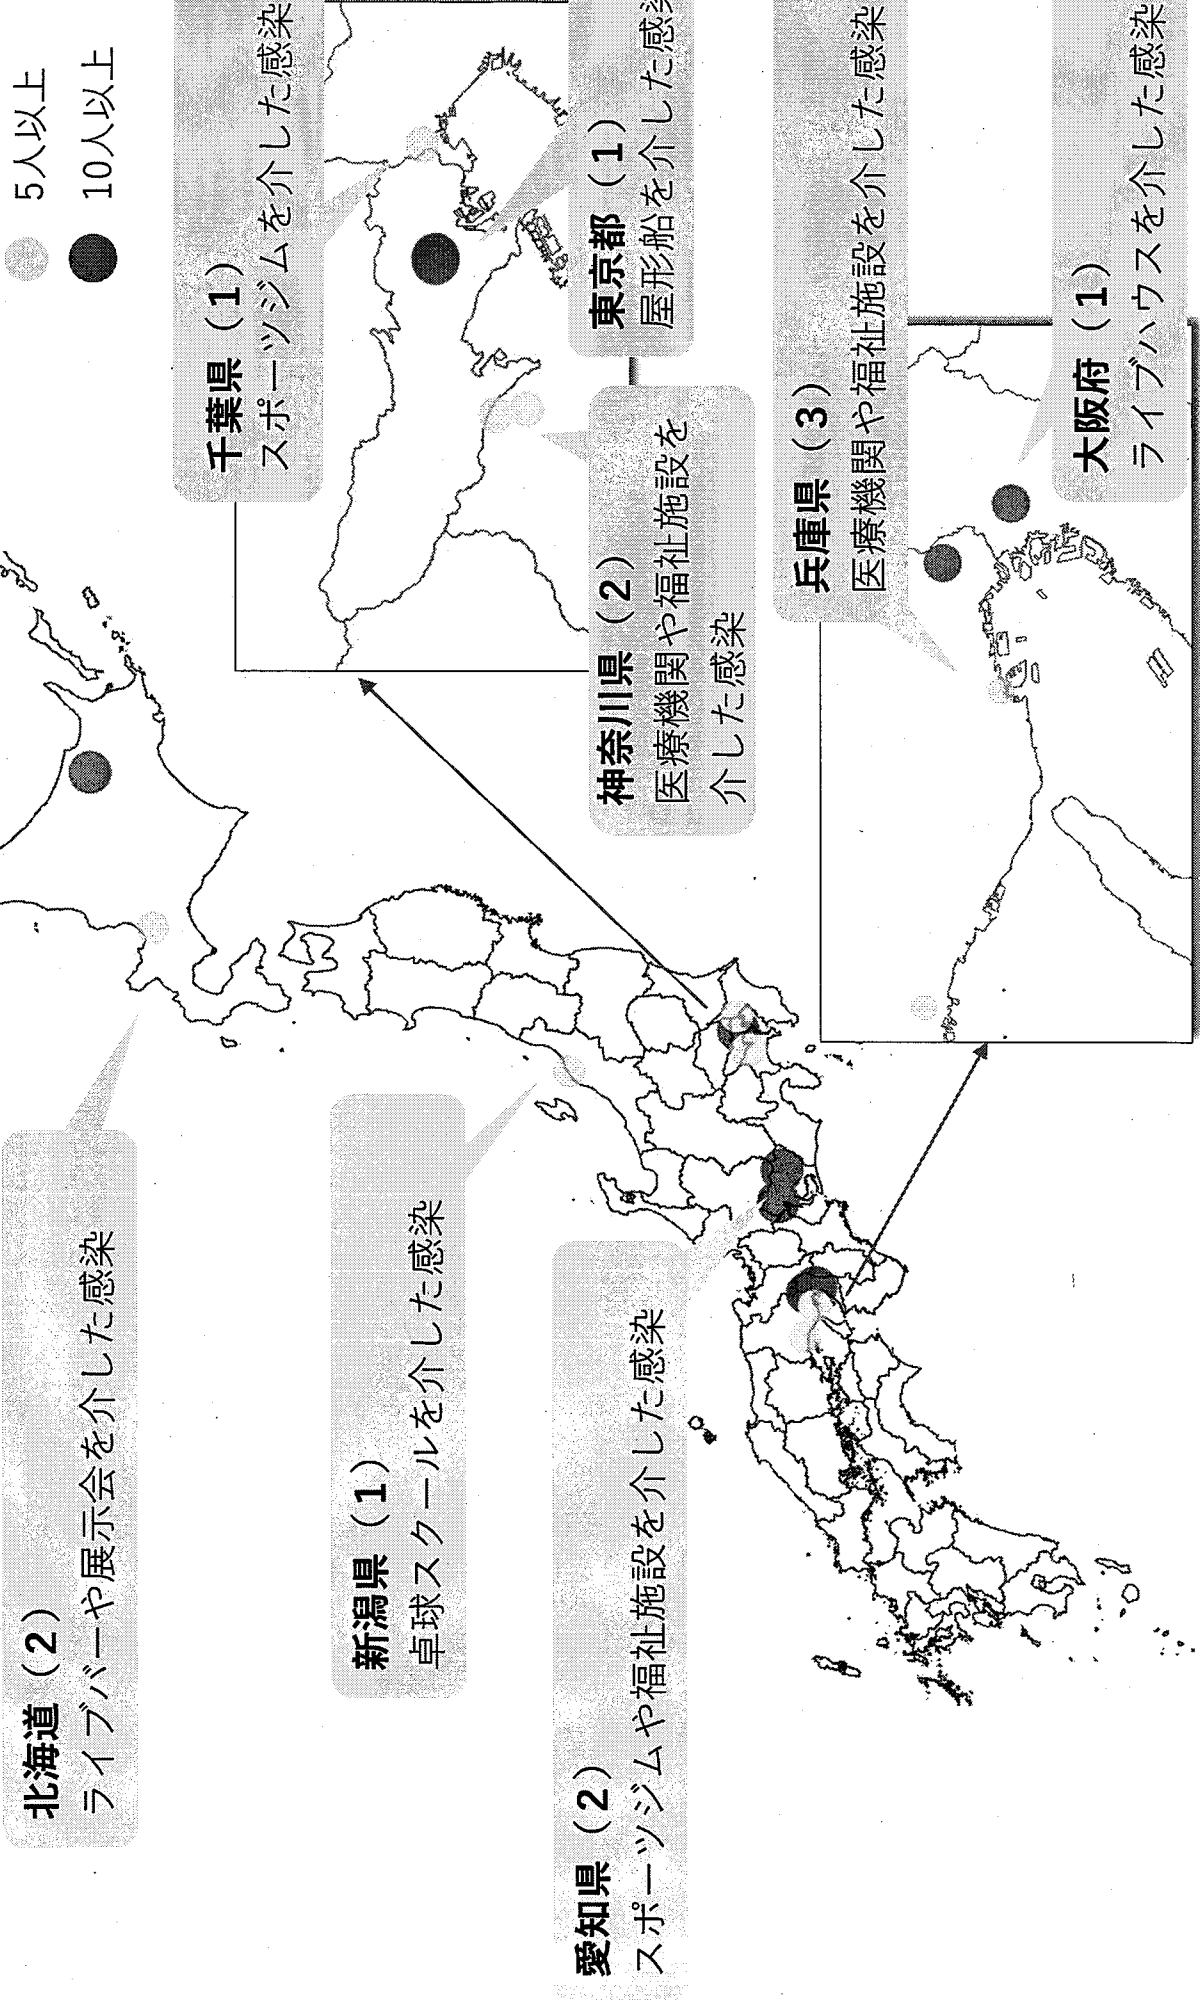 北海道（2）
ライブバーや展示会を介した感染
新潟県（1）
卓球スクールを介した感染
愛知県（2）
スポーツジムや福祉施設を介した感染
5人以上
10人以上
千葉県（1）
スポーツジムを介した感染
東京都（1）
屋形船を介した感染
神奈川県（2）
医療機関や福祉施設を
介した感染
兵庫県（3）
医療機関や福祉施設を介した感染
大阪府（1）
ライブハウスを介した感染